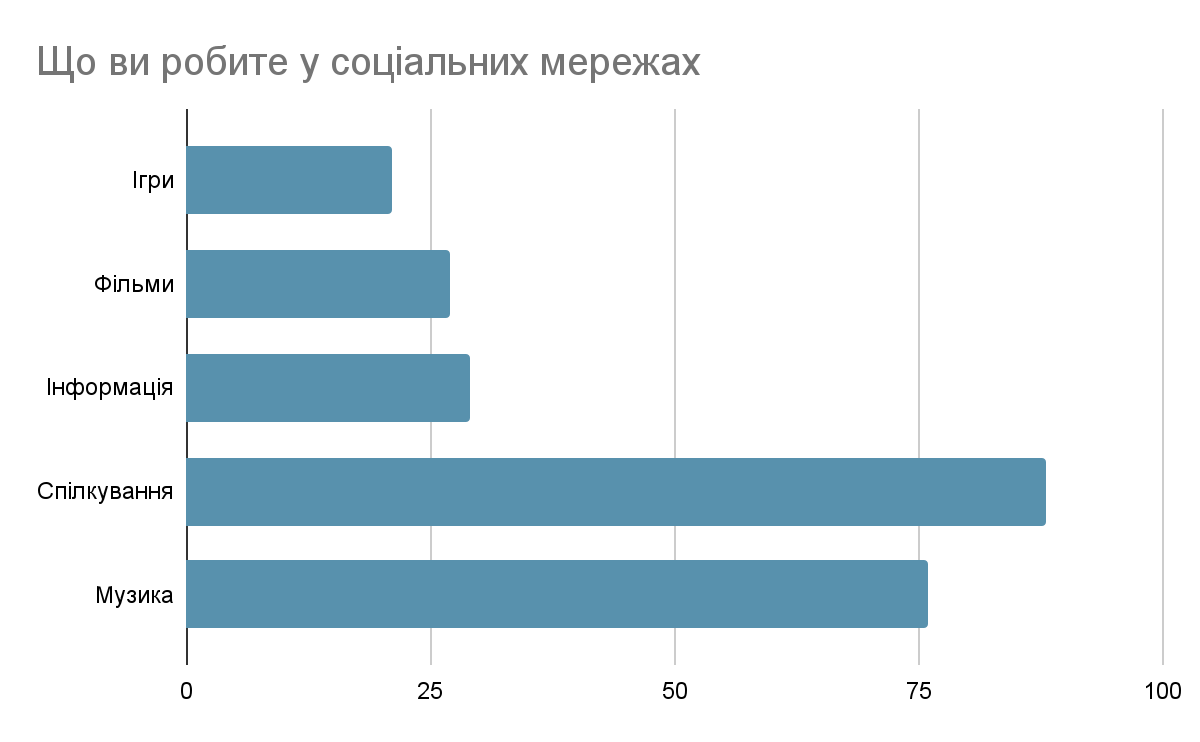 Що ви робите у соціальних мережах
Ігри
Фільми
Інформація
Спілкування
Музика
0 25 50 75 100